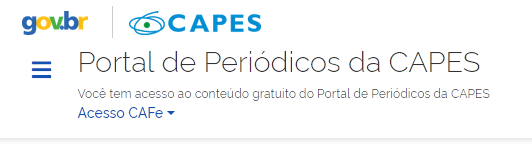 gov.br CAPES
Portal de Periódicos da CAPES
Você tem acesso ao conteúdo gratuito do Portal de Periódicos da CAPES
Acesso CAFe